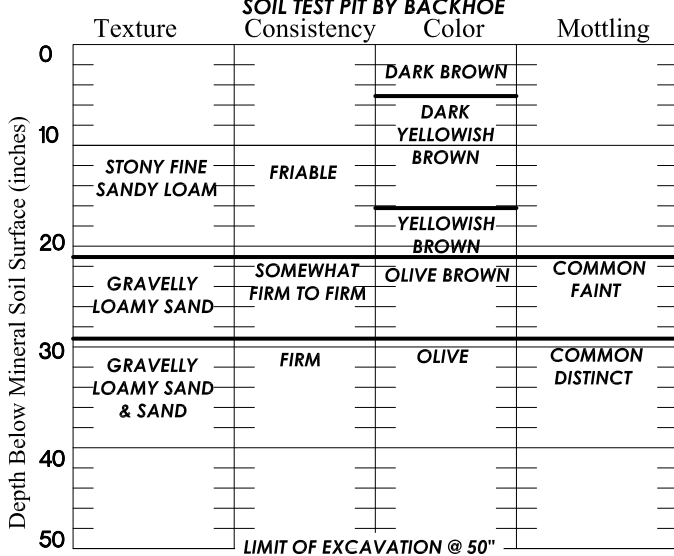 SOIL TEST PIT BY BACKHOE
Texture Consistency Color Mottling
Depth Below Mineral Soil Surface (inches)
0
DARK BROWN
DARK
YELLOWISH
BROWN
10
STONY FINE
SANDY LOAM
FRIABLE
YELLOWISH
BROWN
20
GRAVELLY
LOAMY SAND
SOMEWHAT
FIRM TO FIRM
OLIVE BROWN
COMMON
FAINT
30
GRAVELLY
LOAMY SAND
& SAND
FIRM
OLIVE
COMMON
DISTINCT
40
50
LIMIT OF EXCAVATION @ 50"